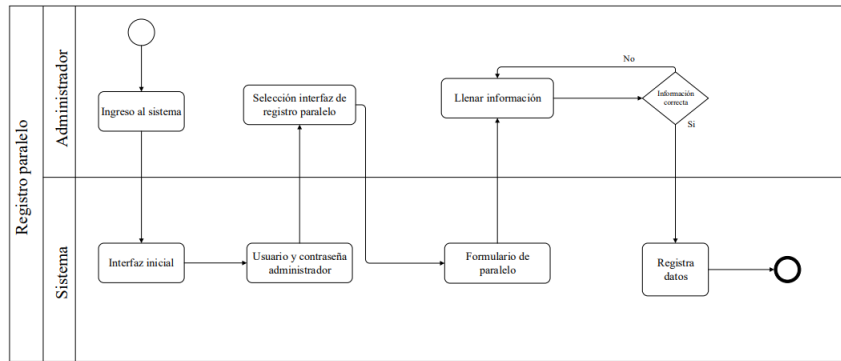 Registro paralelo
Administrador
Ingreso al sistema
Selección interfaz de
registro paralelo
Llenar información
No
Información
correcta
Si
Sistema
Interfaz inicial
Usuario y contraseña
administrador
Formulario de
paralelo
Registra
datos